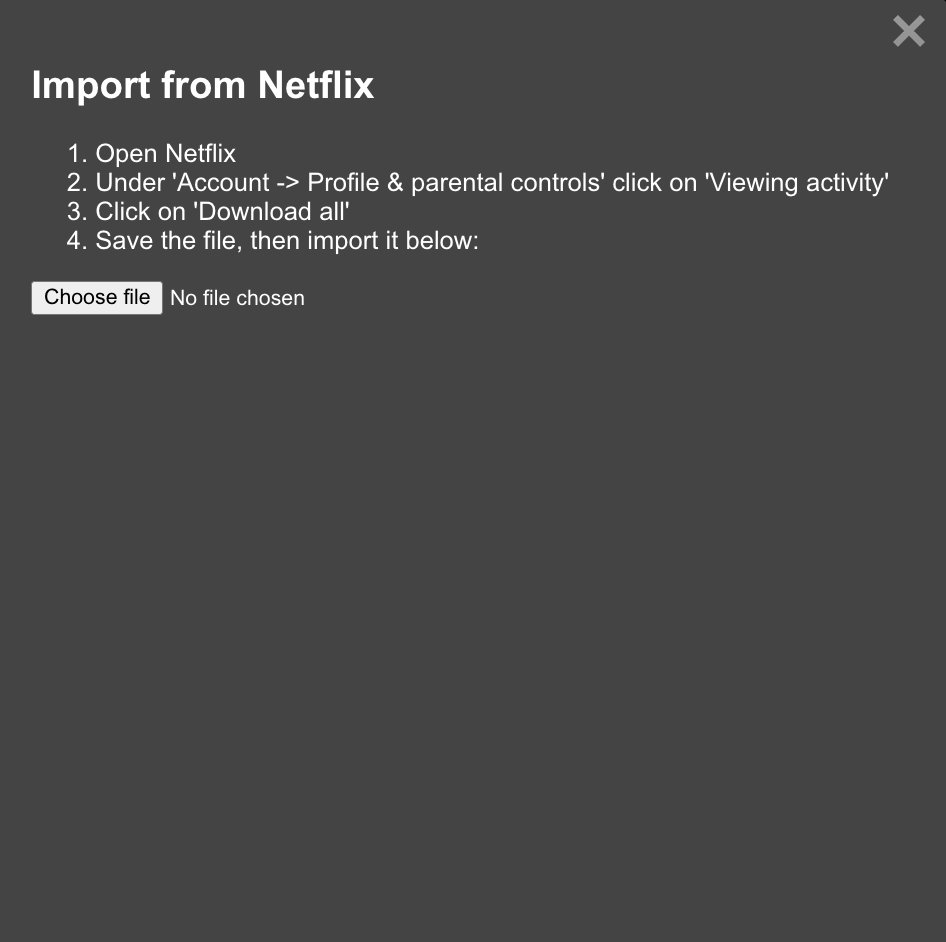 Import from Netflix
1. Open Netflix
2. Under 'Account -> Profile & parental controls' click on 'Viewing activity'
3. Click on 'Download all'
4. Save the file, then import it below:
Choose file No file chosen